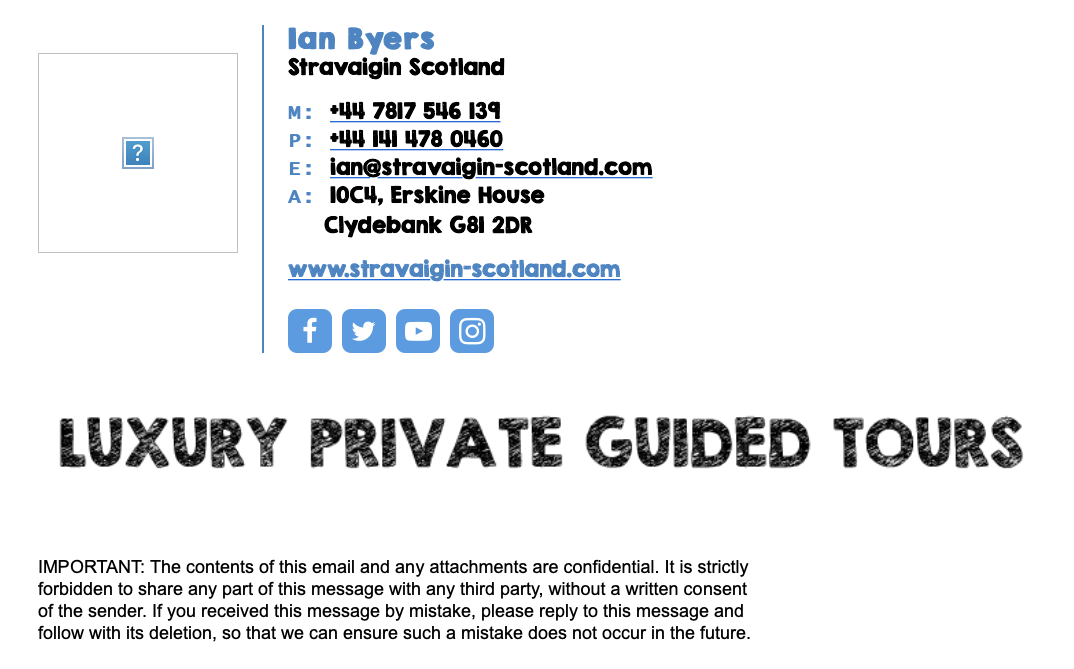 Ian Byers
Stravaigin Scotland
M: +44 7817 546 139
P: +44 141 478 0460
E: ian@stravaigin-scotland.com
A: 10C4, Erskine House
Clydebank G81 2DR
www.stravaigin-scotland.com
LUXURY PRIVATE GUIDED TOURS
IMPORTANT: The contents of this email and any attachments are confidential. It is strictly
forbidden to share any part of this message with any third party, without a written consent
of the sender. If you received this message by mistake, please reply to this message and
follow with its deletion, so that we can ensure such a mistake does not occur in the future.